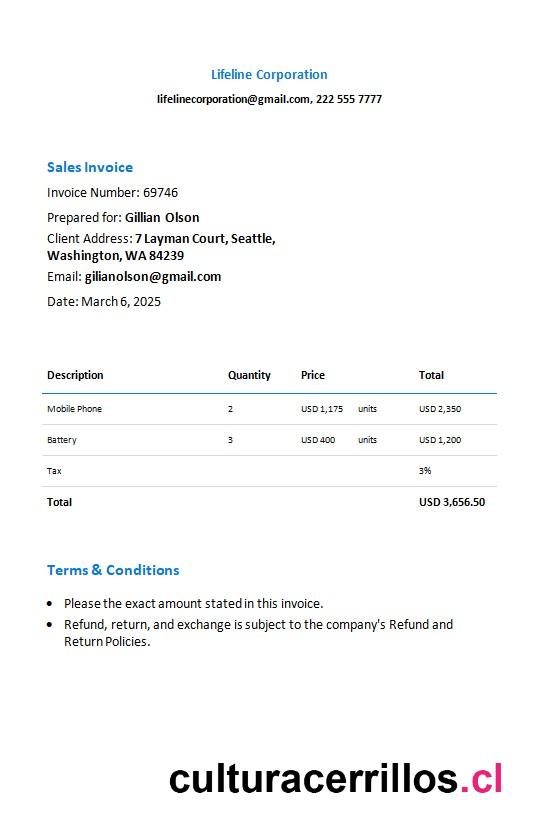 Lifeline Corporation
lifelinecorporation@gmail.com, 222 555 7777
Sales Invoice
Invoice Number: 69746
Prepared for: Gillian Olson
Client Address: 7 Layman Court, Seattle,
Washington, WA 84239
Email: gilianolson@gmail.com
Date: March 6, 2025
Description Quantity Price Total
Mobile Phone 2 USD 1,175 units USD 2,350
Battery 3 USD 400 units USD 1,200
Tax 3%
Total USD 3,656.50
Terms & Conditions
• Please the exact amount stated in this invoice.
• Refund, return, and exchange is subject to the company's Refund and
Return Policies.
culturacerrillos.cl